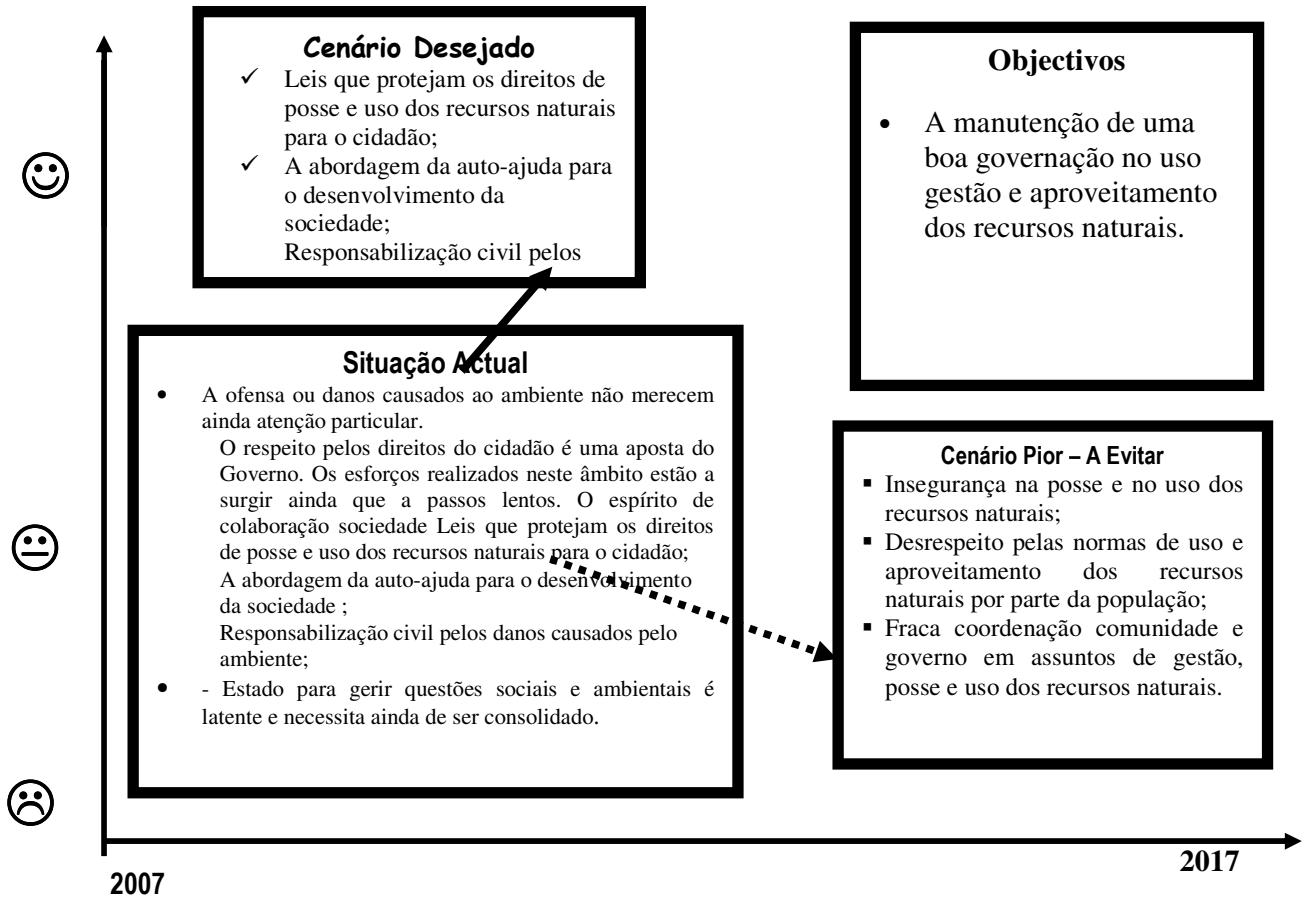 Cenário Desejado
✓ Leis que protejam os direitos de
posse e uso dos recursos naturais
para o cidadão;
✓ A abordagem da auto-ajuda para
o desenvolvimento da
sociedade;
Responsabilização civil pelos
Objectivos
• A manutenção de uma
boa governação no uso
gestão e aproveitamento
dos recursos naturais.
Situação Actual
• A ofensa ou danos causados ao ambiente não merecem
ainda atenção particular.
O respeito pelos direitos do cidadão é uma aposta do
Governo. Os esforços realizados neste âmbito estão a
surgir ainda que a passos lentos. O espírito de
colaboração sociedade Leis que protejam os direitos
de posse e uso dos recursos naturais para o cidadão;
A abordagem da auto-ajuda para o desenvolvimento
da sociedade ;
Responsabilização civil pelos danos causados pelo
ambiente;
• - Estado para gerir questões sociais e ambientais é
latente e necessita ainda de ser consolidado.
Cenário Pior – A Evitar
▪ Insegurança na posse e no uso dos
recursos naturais;
▪ Desrespeito pelas normas de uso e
aproveitamento dos recursos
naturais por parte da população;
▪ Fraca coordenação comunidade e
governo em assuntos de gestão,
posse e uso dos recursos naturais.
2007
2017